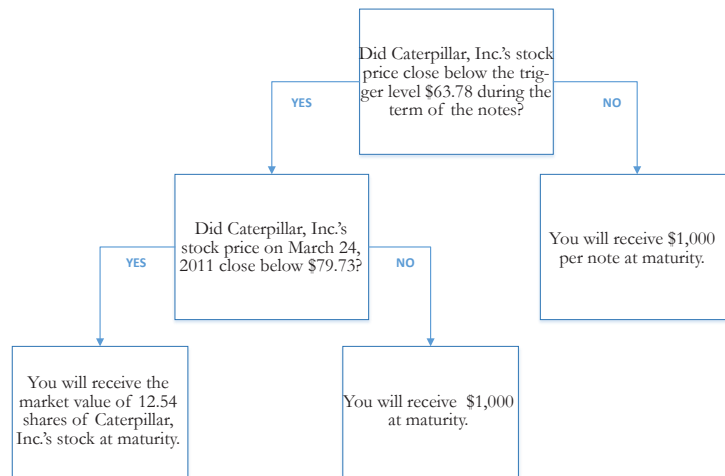 Did Caterpillar, Inc.'s stock
price close below the trig-
ger level $63.78 during the
term of the notes?
YES
NO
Did Caterpillar, Inc.'s
stock price on March 24,
2011 close below $79.73?
You will receive $1,000
per note at maturity.
YES
NO
You will receive the
market value of 12.54
shares of Caterpillar,
Inc.'s stock at maturity.
You will receive $1,000
at maturity.